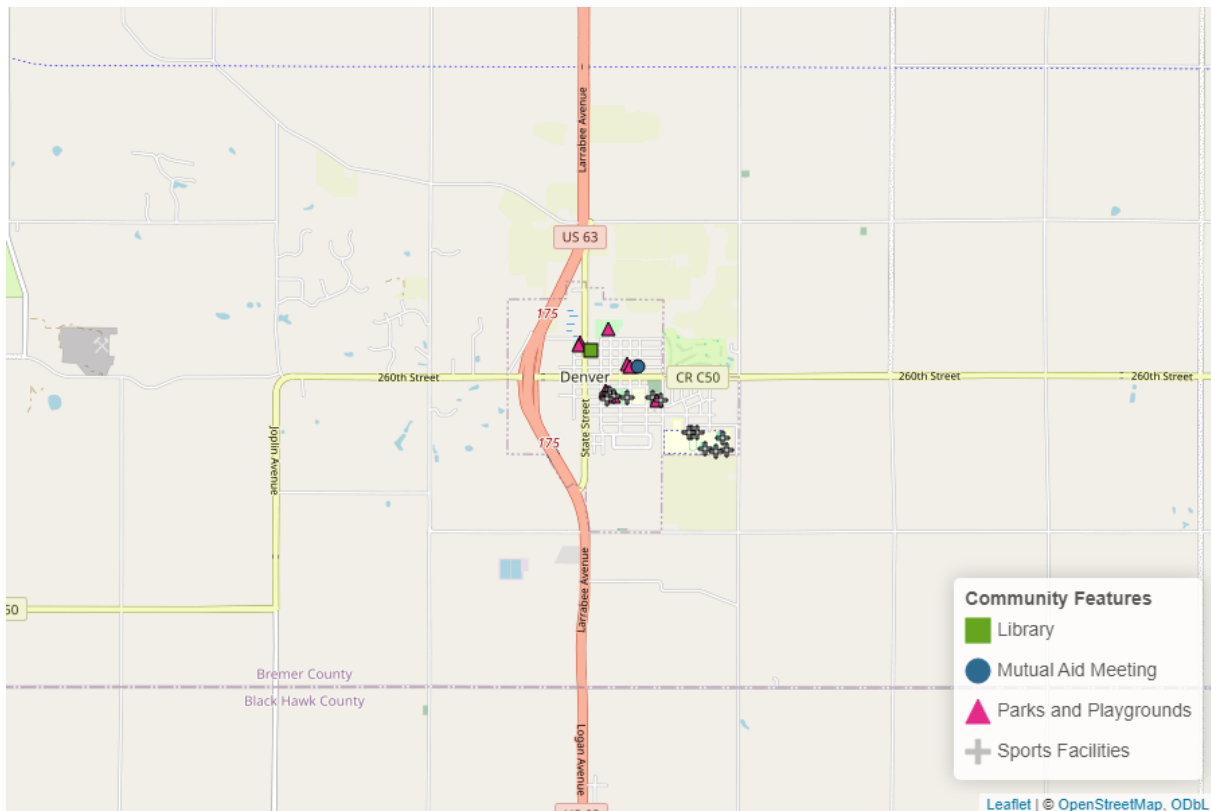 Larrabee Avenue
US 63
175
Denver
CR C50
260th Street
260th Street
260th Street
State Street
175
Joplin Avenue
Larrabee Avenue
50
Bremer County
Black Hawk County
Logan Avenue
Community Features
Library
Mutual Aid Meeting
Parks and Playgrounds
Sports Facilities
Leaflet | © OpenStreetMap, ODbL